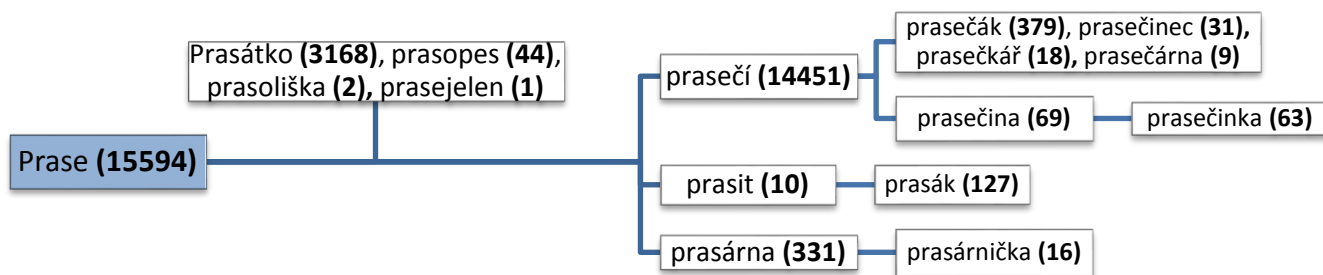 Prase (15594)
Prasátko (3168), prasopes (44),
prasoliška (2), prasejelen (1)
prasečí (14451)
prasečák (379), prasečinec (31),
prasečkář (18), prasečárna (9)
prasečina (69)
prasečinka (63)
prasit (10)
prasák (127)
prasárna (331)
prasárnička (16)